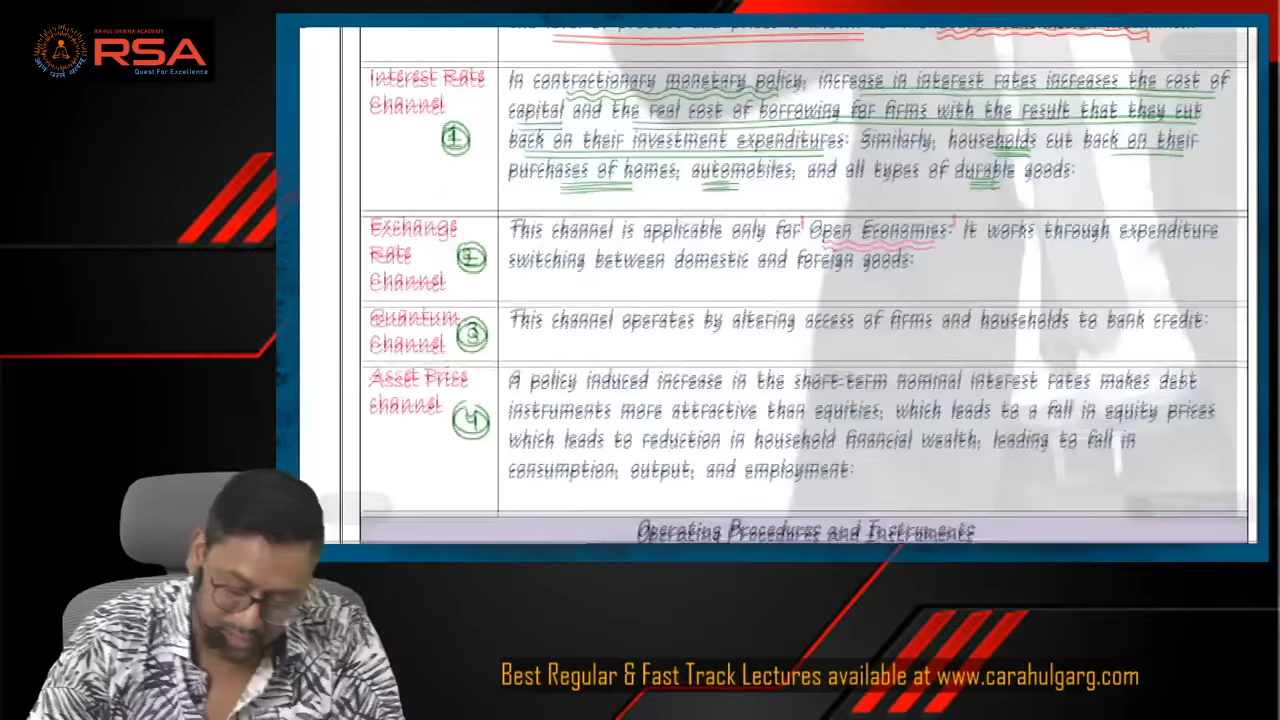 RAHUL SHIKHA ACADEMY
RSA
Quest For Excellence
Interest Rate
Channel
1
In contractionary monetary policy, increase in interest rates increases the cost of
capital and the real cost of borrowing for firms with the result that they cut
back on their investment expenditures: Similarly, households cut back on their
purchases of homes, automobiles, and all types of durable goods:
Exchange
Rate
Channel
This channel is applicable only for 'Open Economies' It works through expenditure
switching between domestic and foreign goods:
Quantum
Channel
3
This channel operates by altering access of firms and households to bank credit:
Asset Price
channel
4
A policy induced increase in the short-term nominal interest rates makes debt
instruments more attractive than equities, which leads to a fall in equity prices
which leads to reduction in household financial wealth, leading to fall in
consumption, output, and employment:
Operating Procedures and Instruments
Best Regular & Fast Track Lectures available at www.carahulgarg.com